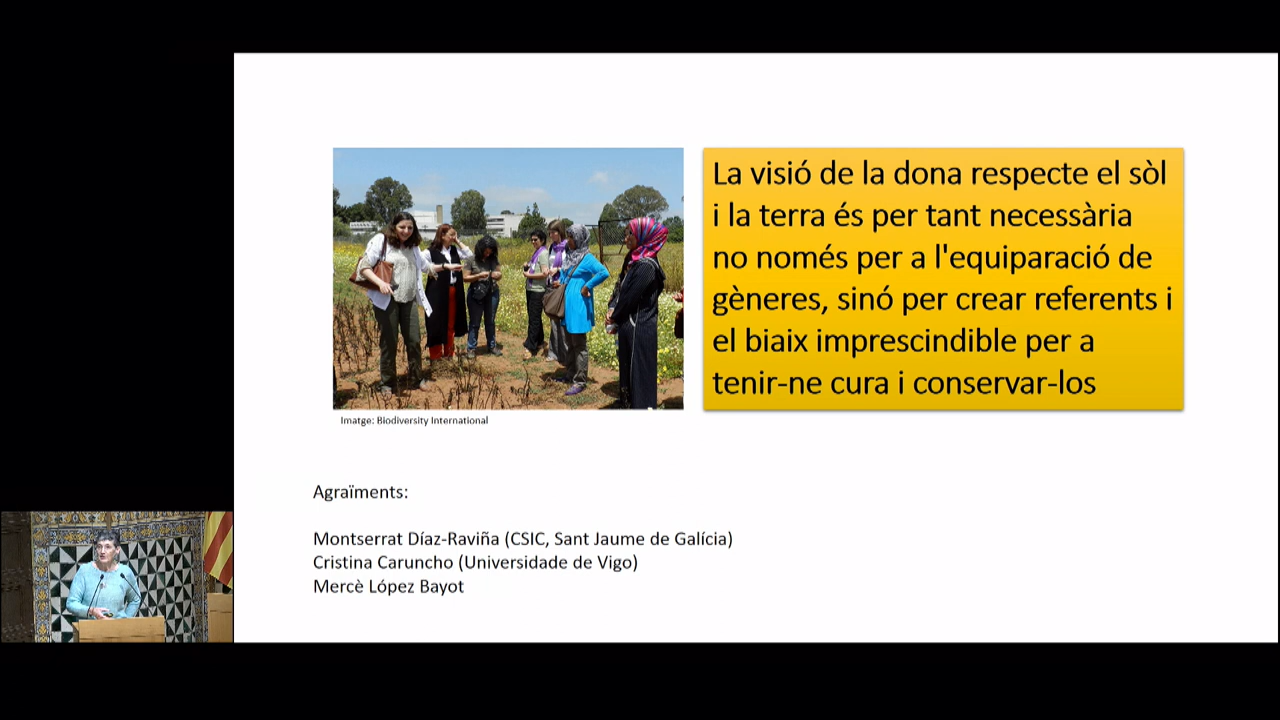 La visió de la dona respecte el sòl
i la terra és per tant necessària
no només per a l'equiparació de
gèneres, sinó per crear referents i
el biaix imprescindible per a
tenir-ne cura i conservar-los
Imatge: Biodiversity International
Agraïments:
Montserrat Díaz-Raviña (CSIC, Sant Jaume de Galícia)
Cristina Caruncho (Universidade de Vigo)
Mercè López Bayot